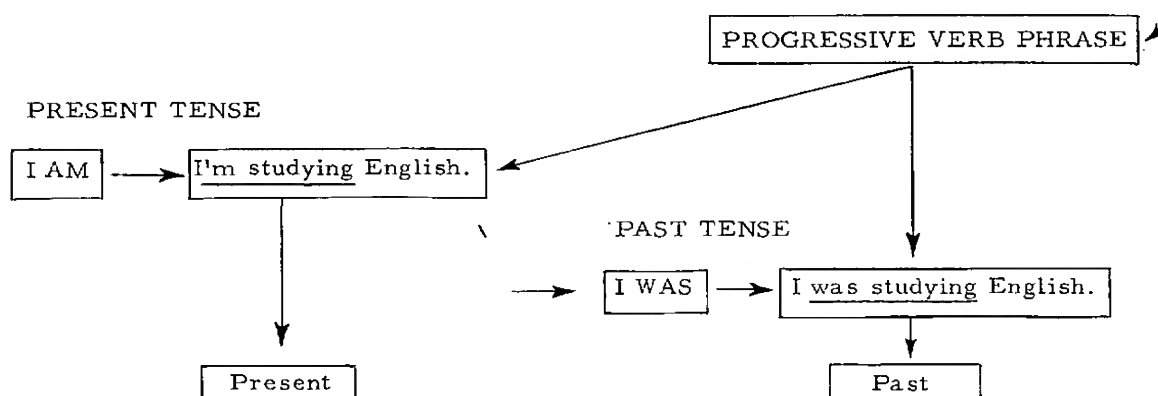 PROGRESSIVE VERB PHRASE
PRESENT TENSE
I AM
I'm studying English.
PAST TENSE
I WAS
I was studying English.
Present
Past